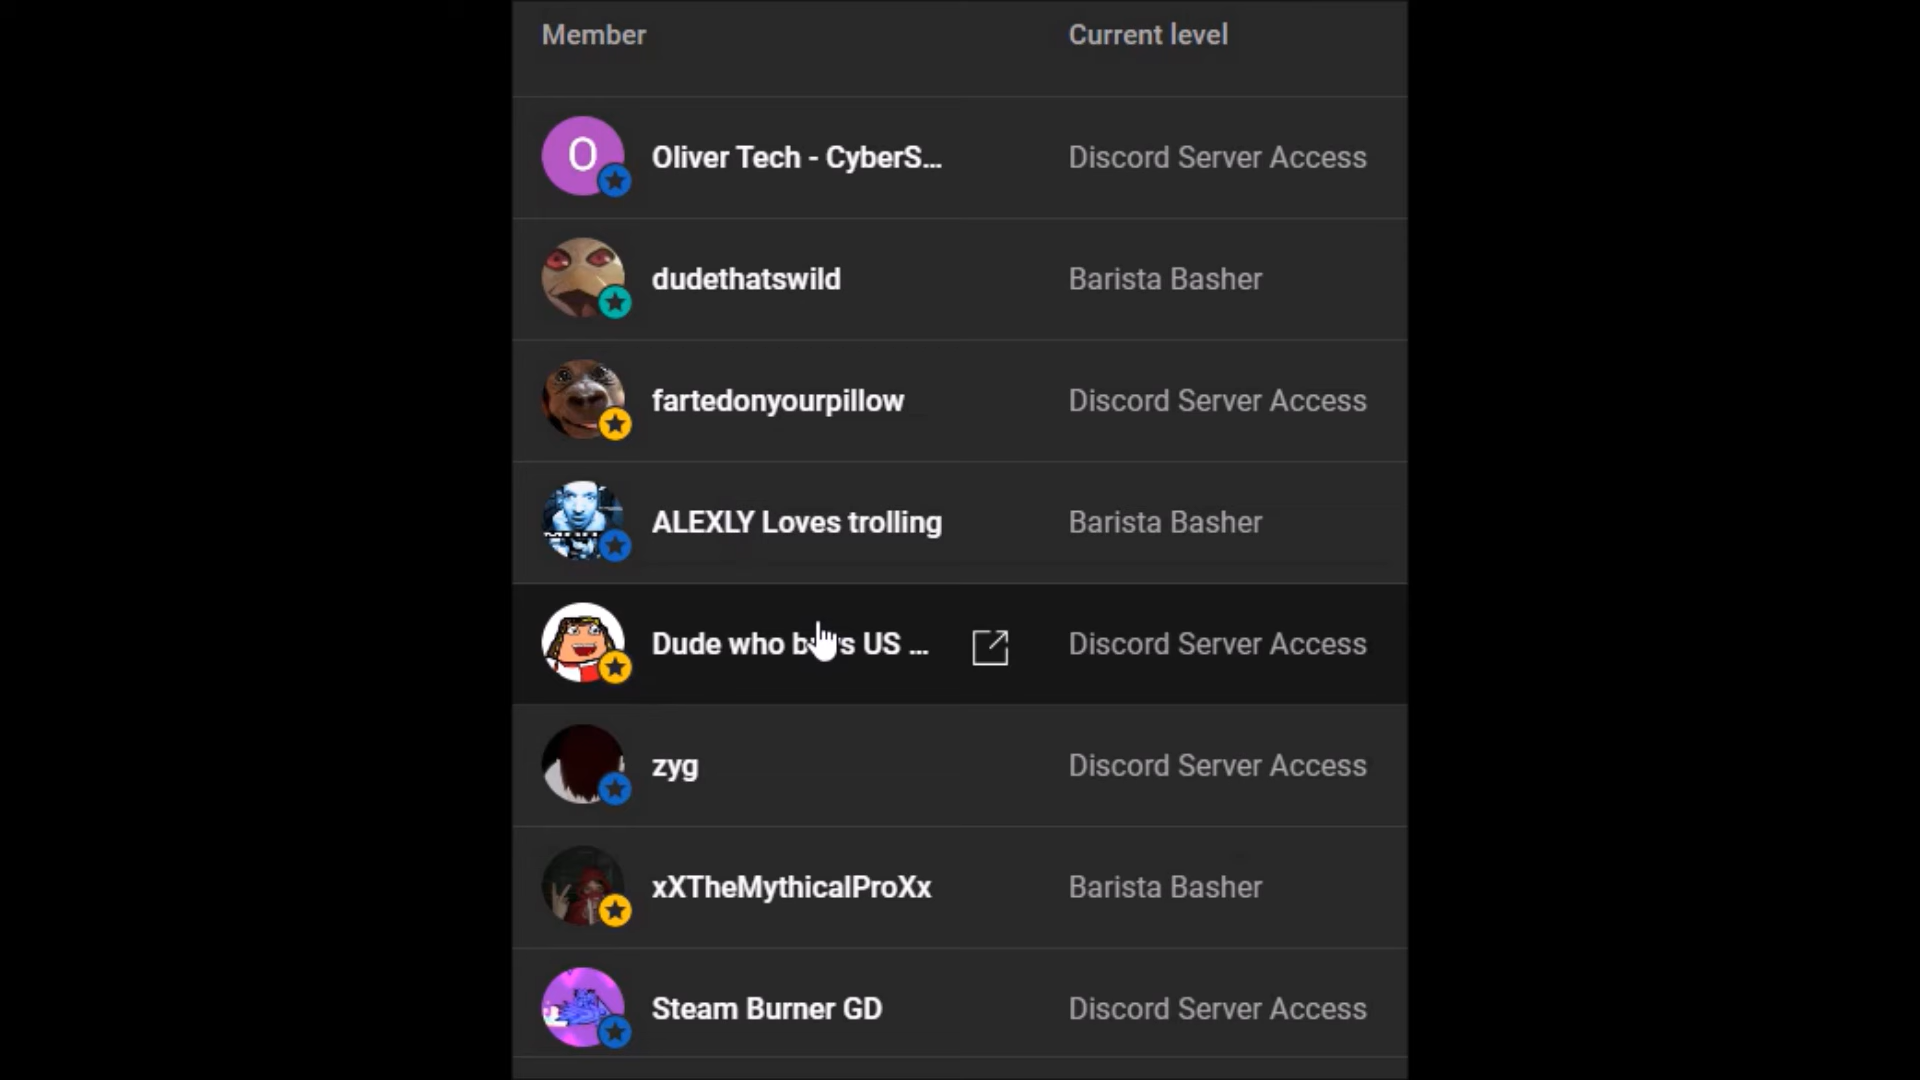 Member Current level
O Oliver Tech - CyberS... Discord Server Access
dudethatswild Barista Basher
fartedonyourpillow Discord Server Access
ALEXLY Loves trolling Barista Basher
Dude who US ... Discord Server Access
zyg Discord Server Access
xXTheMythicalProXx Barista Basher
Steam Burner GD Discord Server Access